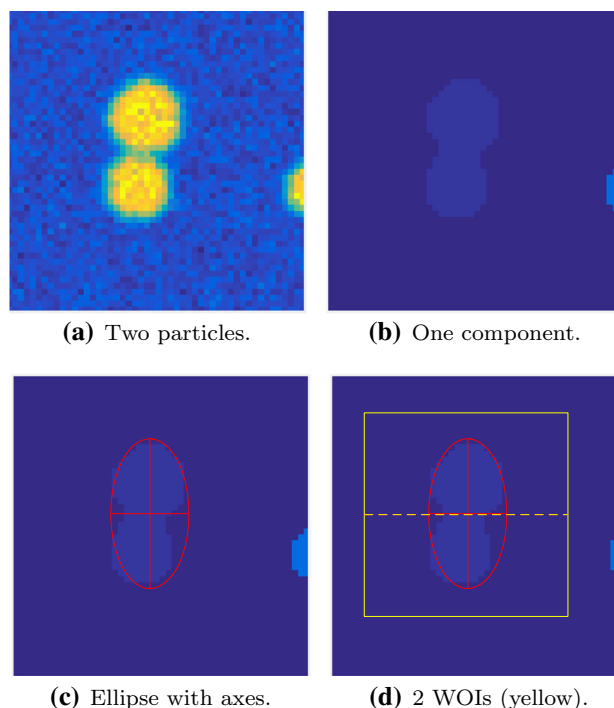 (a) Two particles.
(b) One component.
(c) Ellipse with axes.
(d) 2 WOIs (yellow).